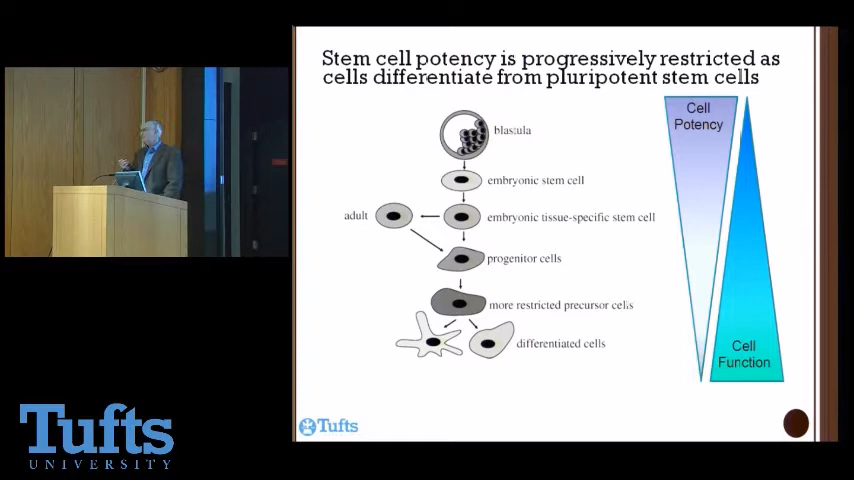 Stem cell potency is progressively restricted as
cells differentiate from pluripotent stem cells
Cell
Potency
blastula
embryonic stem cell
adult
embryonic tissue-specific stem cell
progenitor cells
more restricted precursor cells
differentiated cells
Cell
Function
Tufts
Tufts
UNIVERSITY